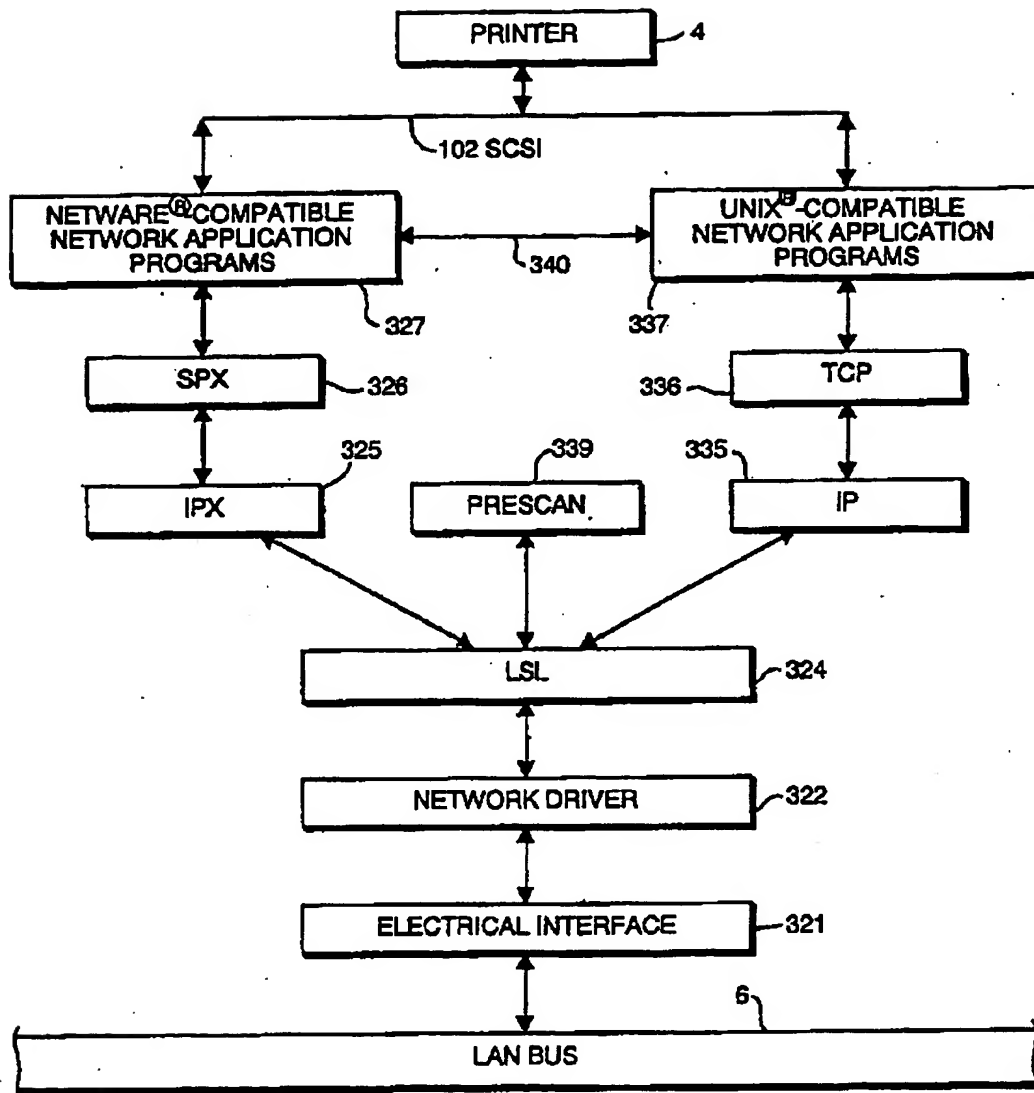 PRINTER
4
102 SCSI
NETWARE®-COMPATIBLE
NETWORK APPLICATION
PROGRAMS
UNIX®-COMPATIBLE
NETWORK APPLICATION
PROGRAMS
340
327
337
SPX
326
TCP
336
325
339
335
IPX
PRESCAN
IP
LSL
324
NETWORK DRIVER
322
ELECTRICAL INTERFACE
321
6
LAN BUS